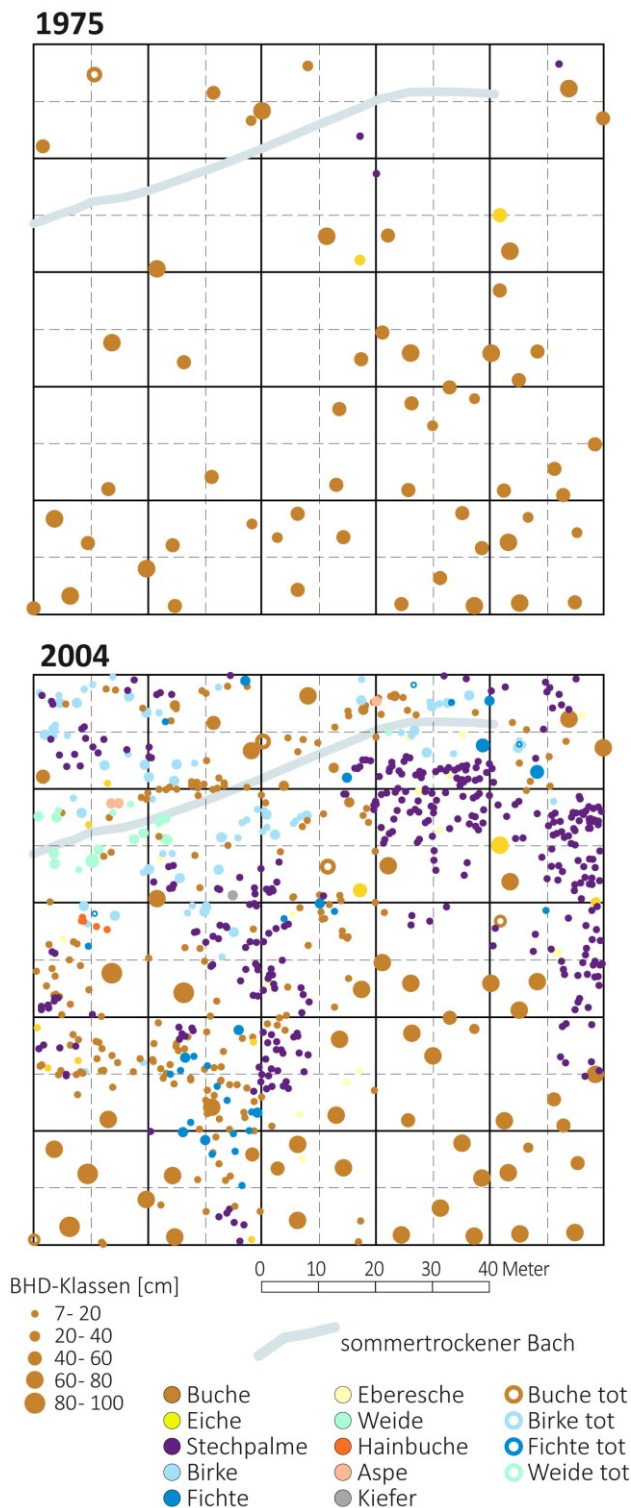 1975
2004
0 10 20 30 40 Meter
BHD-Klassen [cm]
7- 20
20- 40
40- 60
60- 80
80- 100
sommertrockener Bach
Buche Eberesche Buche tot
Eiche Weide Birke tot
Stechpalme Hainbuche Fichte tot
Birke Aspe Weide tot
Fichte Kiefer